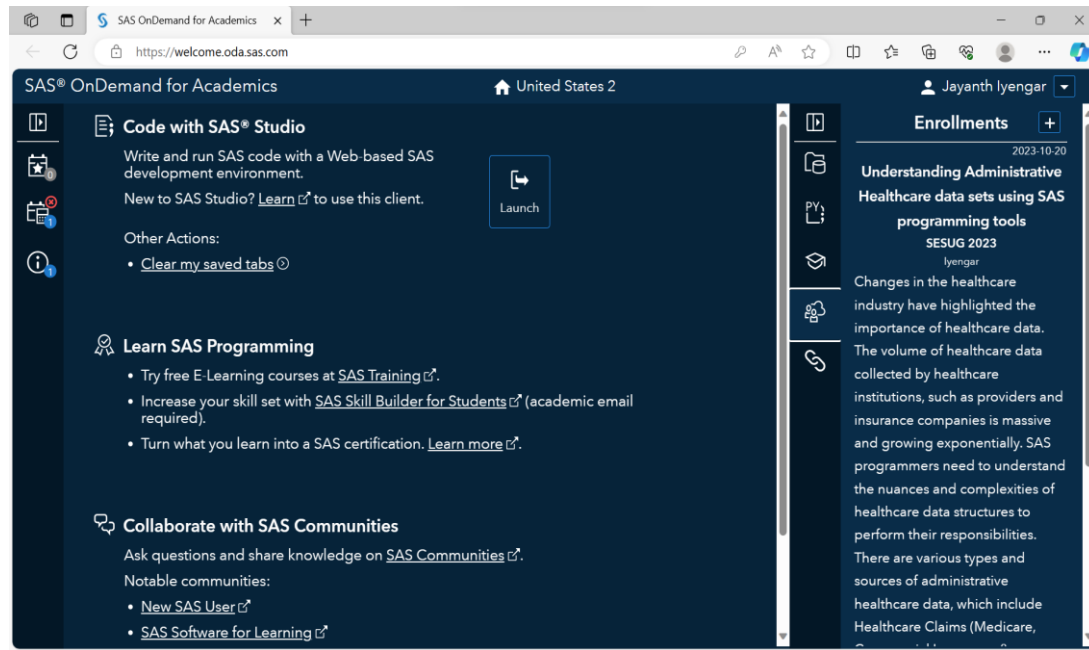 SAS OnDemand for Academics
https://welcome.oda.sas.com
SAS® OnDemand for Academics
United States 2
Jayanth Iyengar
0
1
1
Code with SAS® Studio
Write and run SAS code with a Web-based SAS
development environment.
New to SAS Studio? Learn to use this client.
Launch
Other Actions:
• Clear my saved tabs
Learn SAS Programming
• Try free E-Learning courses at SAS Training.
• Increase your skill set with SAS Skill Builder for Students (academic email
required).
• Turn what you learn into a SAS certification. Learn more.
Collaborate with SAS Communities
Ask questions and share knowledge on SAS Communities.
Notable communities:
• New SAS User
• SAS Software for Learning
PY
Enrollments
2023-10-20
Understanding Administrative
Healthcare data sets using SAS
programming tools
SESUG 2023
Iyengar
Changes in the healthcare
industry have highlighted the
importance of healthcare data.
The volume of healthcare data
collected by healthcare
institutions, such as providers and
insurance companies is massive
and growing exponentially. SAS
programmers need to understand
the nuances and complexities of
healthcare data structures to
perform their responsibilities.
There are various types and
sources of administrative
healthcare data, which include
Healthcare Claims (Medicare,